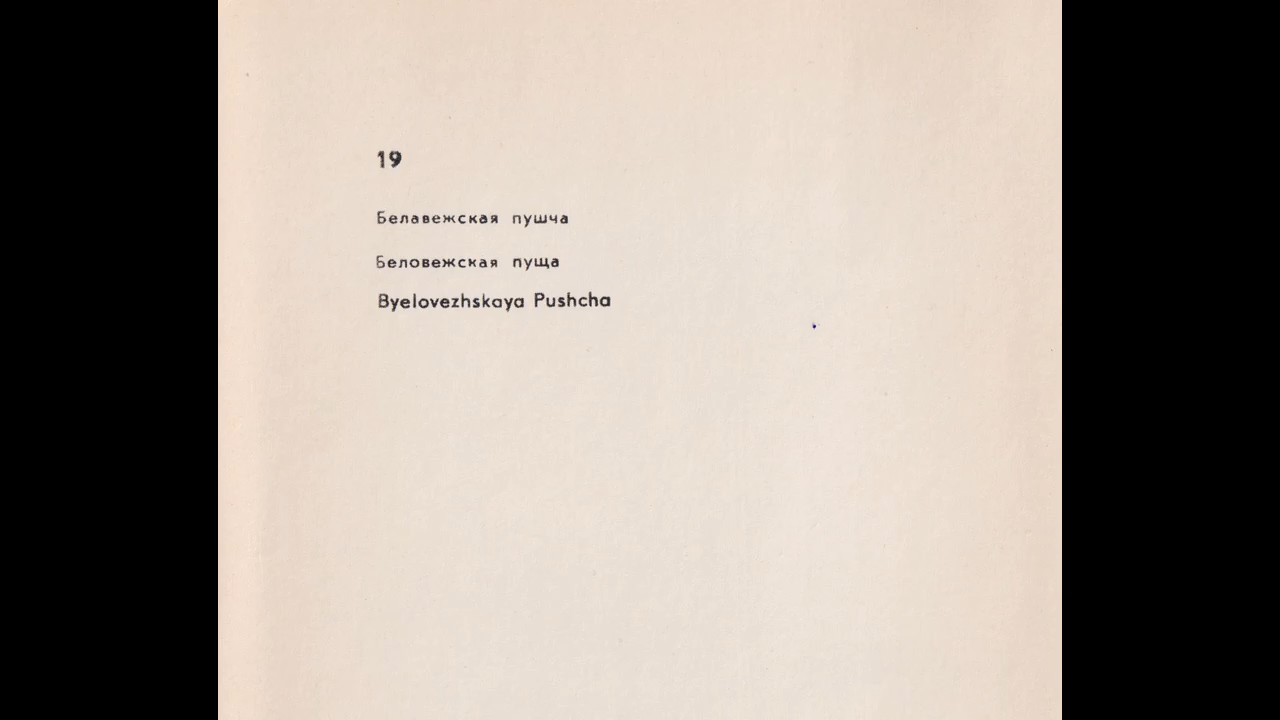 19
Белавежская пушча
Беловежская пуща
Byelovezhskaya Pushcha